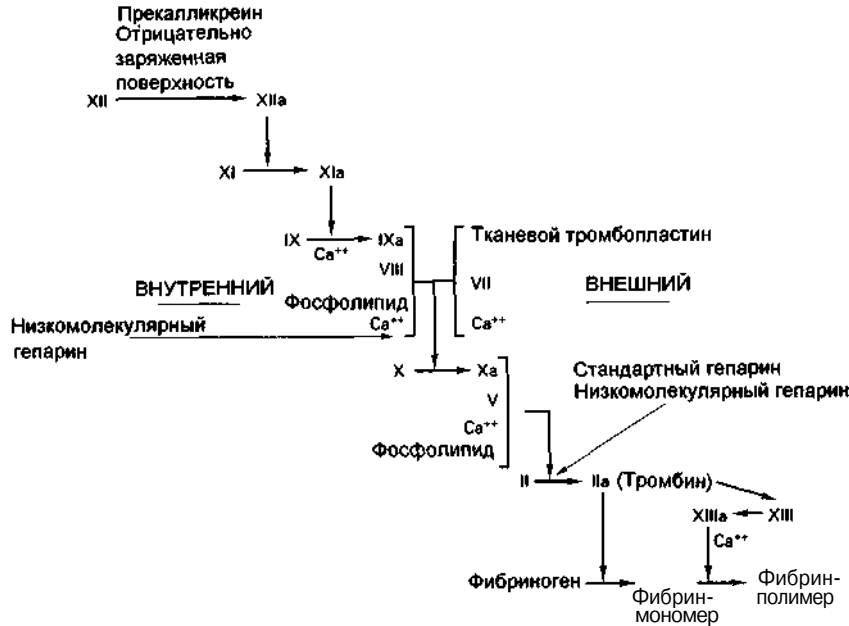 Прекалликреин
Отрицательно
заряженная
поверхность
XII XIIa
XI XIa
IX IXa Тканевой тромбопластин
Ca++
VIII
VII
ВНУТРЕННИЙ ВНЕШНИЙ
Фосфолипид
Ca++ Ca++
Низкомолекулярный
гепарин
X Xa
Стандартный гепарин
Низкомолекулярный гепарин
V
Ca++
Фосфолипид
II IIa (Тромбин)
XIIIa XIII
Ca++
Фибриноген
Фибрин-
мономер
Фибрин-
полимер